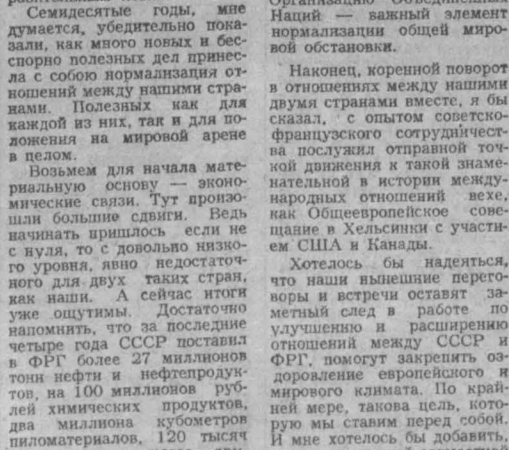 Семидесятые годы, мне
думается, убедительно пока-
зали, как много новых и бес-
спорно полезных дел принес-
ла с собою нормализация от-
ношений между нашими стра-
нами. Полезных как для
каждой из них, так и для по-
ложения на мировой арене
в целом.
Возьмем для начала мате-
риальную основу — эконо-
мические связи. Тут произо-
шли большие сдвиги. Ведь
начинать пришлось если не
с нуля, то с довольно низко-
го уровня, явно недостаточ-
ного для двух таких стран,
как наши. А сейчас итоги
уже ощутимы. Достаточно
напомнить, что за последние
четыре года СССР поставил
в ФРГ более 27 миллионов
тонн нефти и нефтепродук-
тов, на 100 миллионов руб-
лей химических продуктов,
два миллиона кубометров
пиломатериалов, 120 тысяч
Организацию Объединенных
Наций — важный элемент
нормализации общей миро-
вой обстановки.
Наконец, коренной поворот
в отношениях между нашими
двумя странами вместе, я бы
сказал, с опытом советско-
французского сотрудничест-
ва послужил отправной точ-
кой движения к такой знаме-
нательной в истории между-
народных отношений вехе,
как Общеевропейское сове-
щание в Хельсинки с участи-
ем США и Канады.
Хотелось бы надеяться,
что наши нынешние перего-
воры и встречи оставят за-
метный след в работе по
улучшению и расширению
отношений между СССР и
ФРГ, помогут закрепить оз-
доровление европейского и
мирового климата. По край-
ней мере, такова цель, кото-
рую мы ставим перед собой.
И мне хотелось бы добавить,